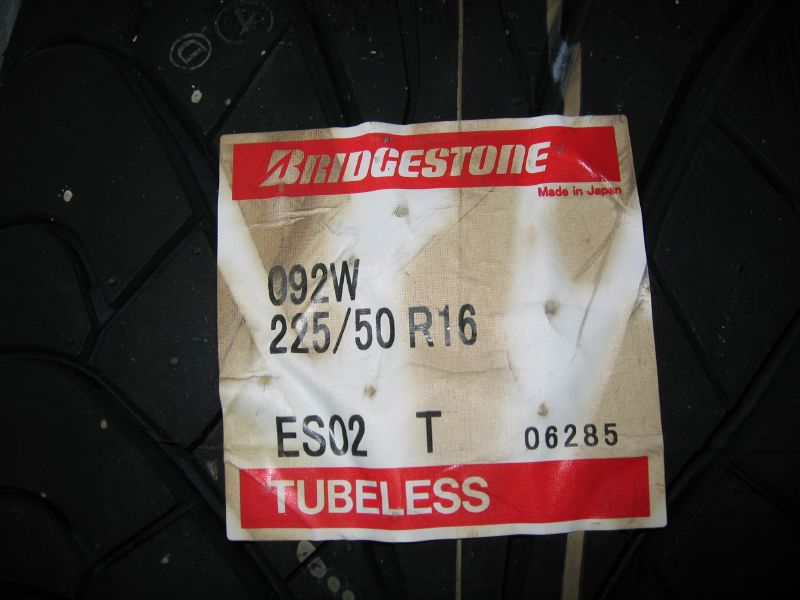 BRIDGESTONE
Made in Japan
092W
225/50 R16
ES02 T 06285
TUBELESS